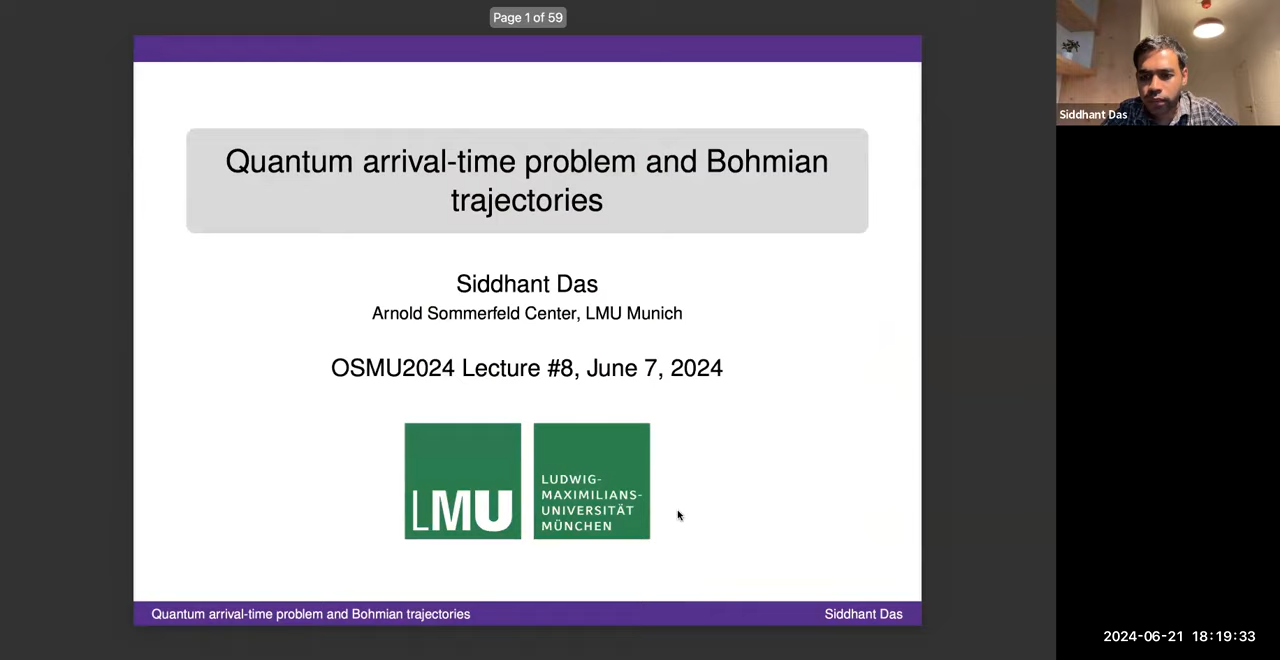 Page 1 of 59
Quantum arrival-time problem and Bohmian
trajectories
Siddhant Das
Arnold Sommerfeld Center, LMU Munich
OSMU2024 Lecture #8, June 7, 2024
LMU
LUDWIG-
MAXIMILIANS-
UNIVERSITÄT
MÜNCHEN
Quantum arrival-time problem and Bohmian trajectories
Siddhant Das
Siddhant Das
2024-06-21 18:19:33